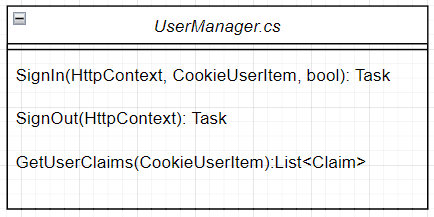 UserManager.cs
SignIn(HttpContext, CookieUserItem, bool): Task
SignOut(HttpContext): Task
GetUserClaims(CookieUserItem):List<Claim>